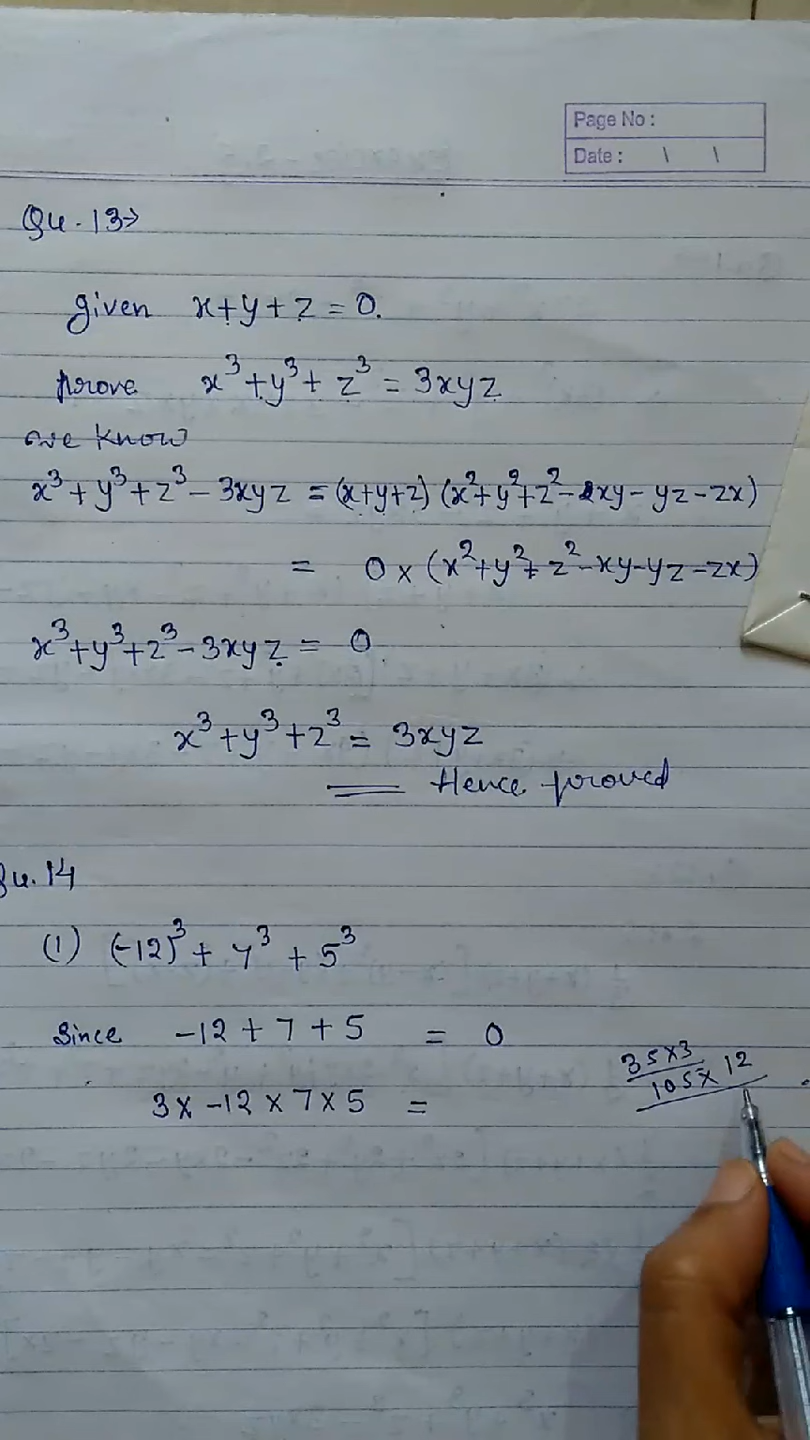 Page No :
Date : \ \
Qu. 13→
given x+y+z = 0.
prove x³+y³+z³ = 3xyz
we know
x³+y³+z³-3xyz = (x+y+z) (x²+y²+z²-xy-yz-zx)
= 0 × (x²+y²+z²-xy-yz-zx)
x³+y³+z³-3xyz = 0
x³+y³+z³ = 3xyz
Hence proved
Qu. 14
(1) (-12)³ + 7³ + 5³
Since -12 + 7 + 5 = 0
35×3
105×12
3× -12 × 7 × 5 =